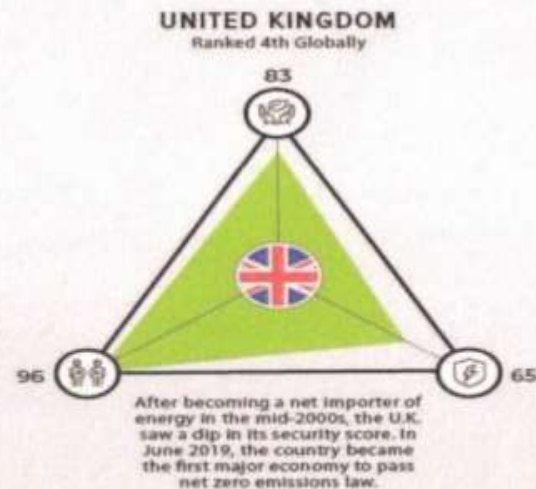 UNITED KINGDOM
Ranked 4th Globally
83
96
65
After becoming a net importer of
energy in the mid-2000s, the U.K.
saw a dip in its security score. In
June 2019, the country became
the first major economy to pass
net zero emissions law.